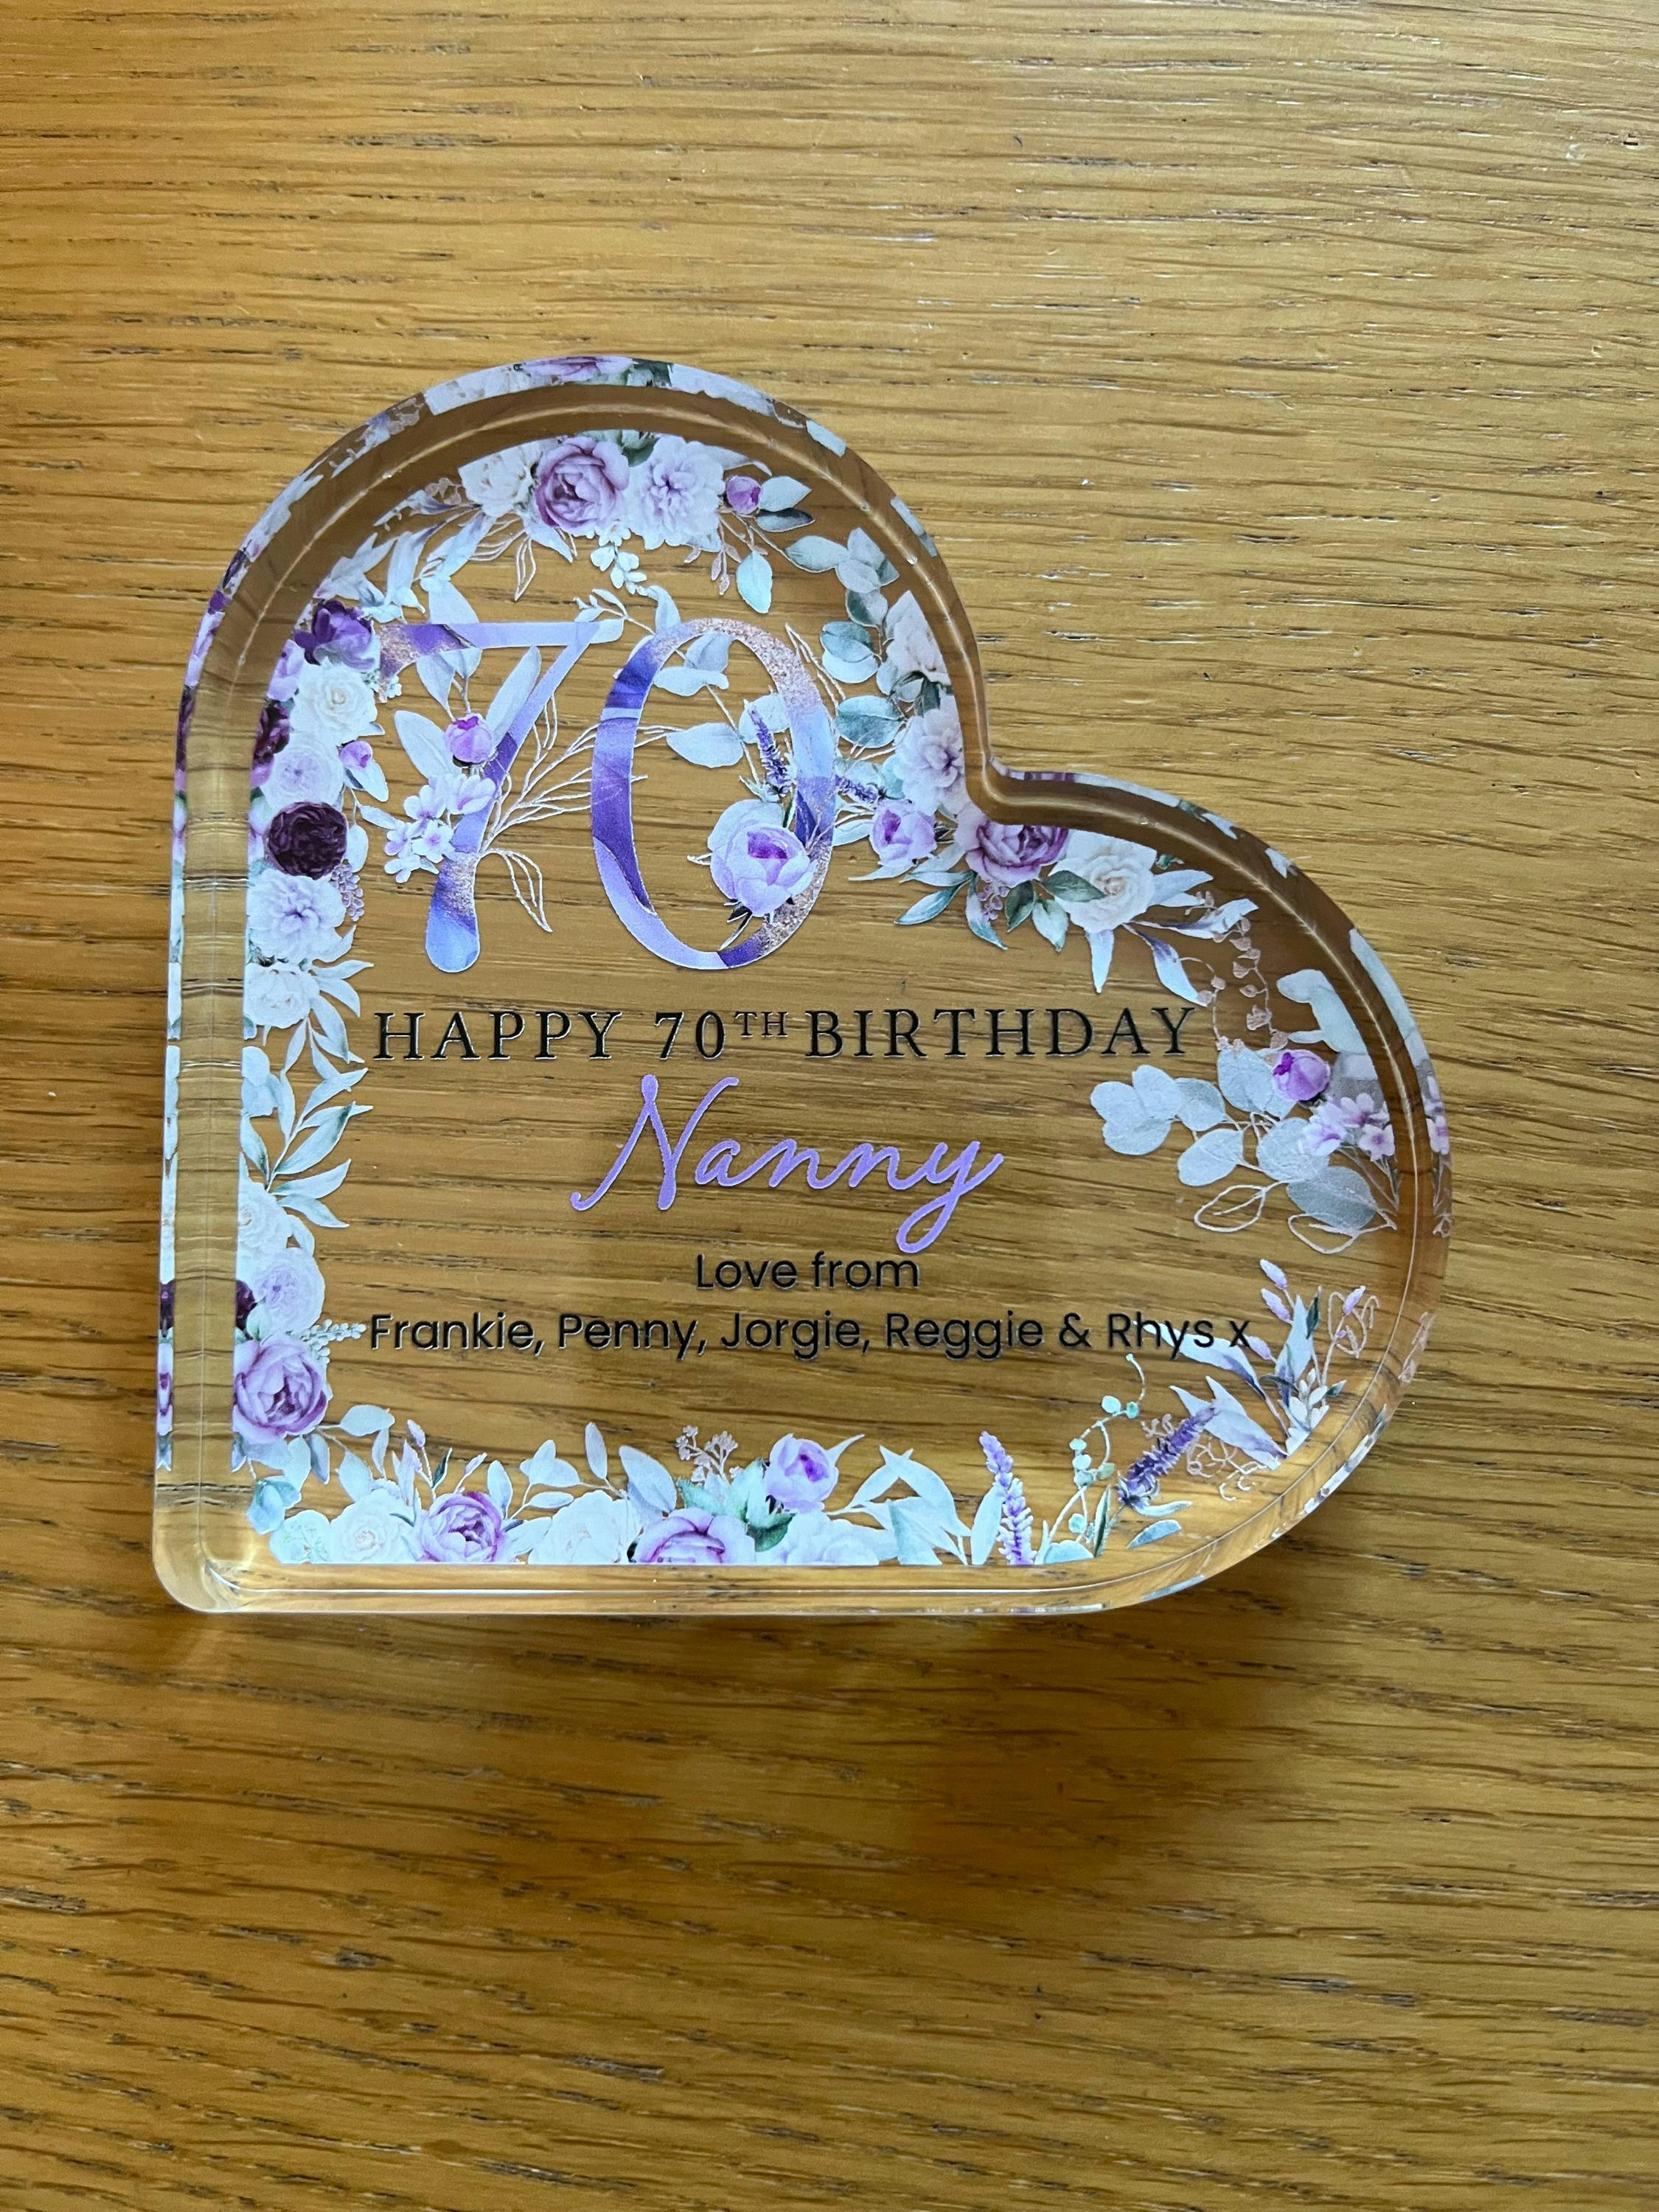 70
HAPPY 70TH BIRTHDAY
Nanny
Love from
Frankie, Penny, Jorgie, Reggie & Rhys x